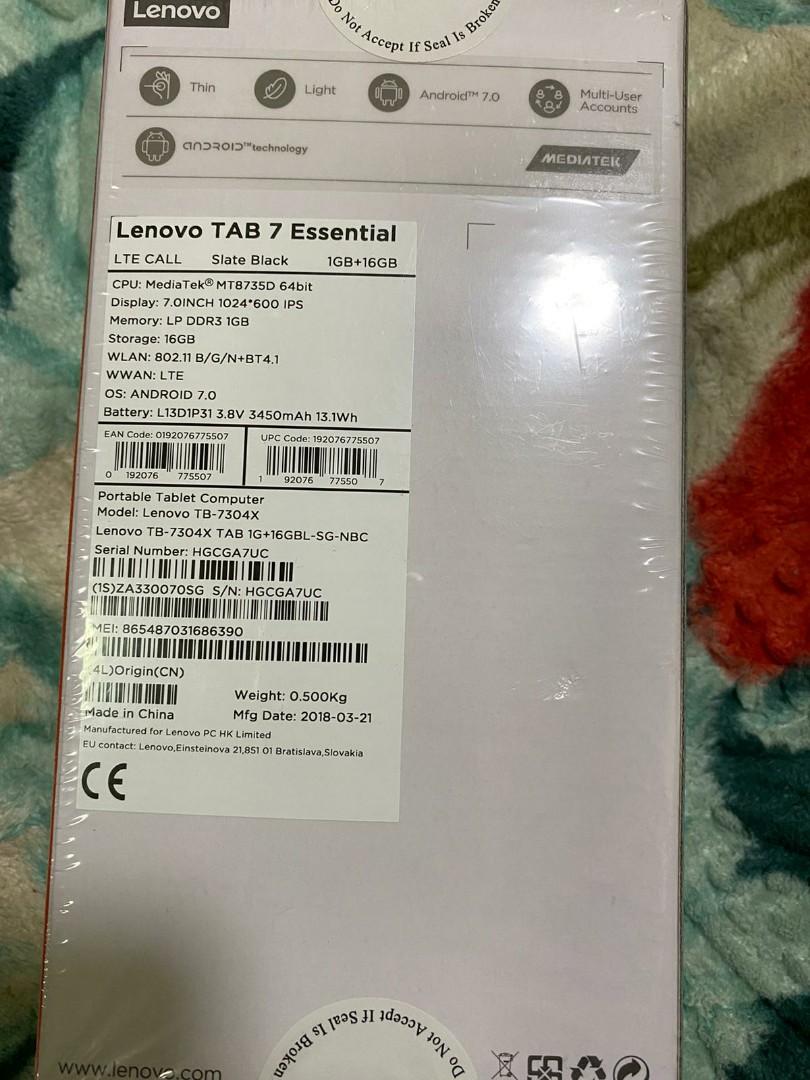 Lenovo
Do Not Accept If Seal Is Broken
Thin
Light
Android™ 7.0
Multi-User
Accounts
ANDROID™technology
MEDIATEK
Lenovo TAB 7 Essential
LTE CALL Slate Black 1GB+16GB
CPU: MediaTek® MT8735D 64bit
Display: 7.0INCH 1024*600 IPS
Memory: LP DDR3 1GB
Storage: 16GB
WLAN: 802.11 B/G/N+BT4.1
WWAN: LTE
OS: ANDROID 7.0
Battery: L13D1P31 3.8V 3450mAh 13.1Wh
EAN Code: 0192076775507
0 192076 775507
UPC Code: 192076775507
1 92076 77550 7
Portable Tablet Computer
Model: Lenovo TB-7304X
Lenovo TB-7304X TAB 1G+16GBL-SG-NBC
Serial Number: HGCGA7UC
(1S)ZA330070SG S/N: HGCGA7UC
MEI: 865487031686390
4L)Origin(CN)
Weight: 0.500Kg
Made in China
Mfg Date: 2018-03-21
Manufactured for Lenovo PC HK Limited
EU contact: Lenovo,Einsteinova 21,851 01 Bratislava,Slovakia
CE
Do Not Accept If Seal Is Broken
www.lenovo.com